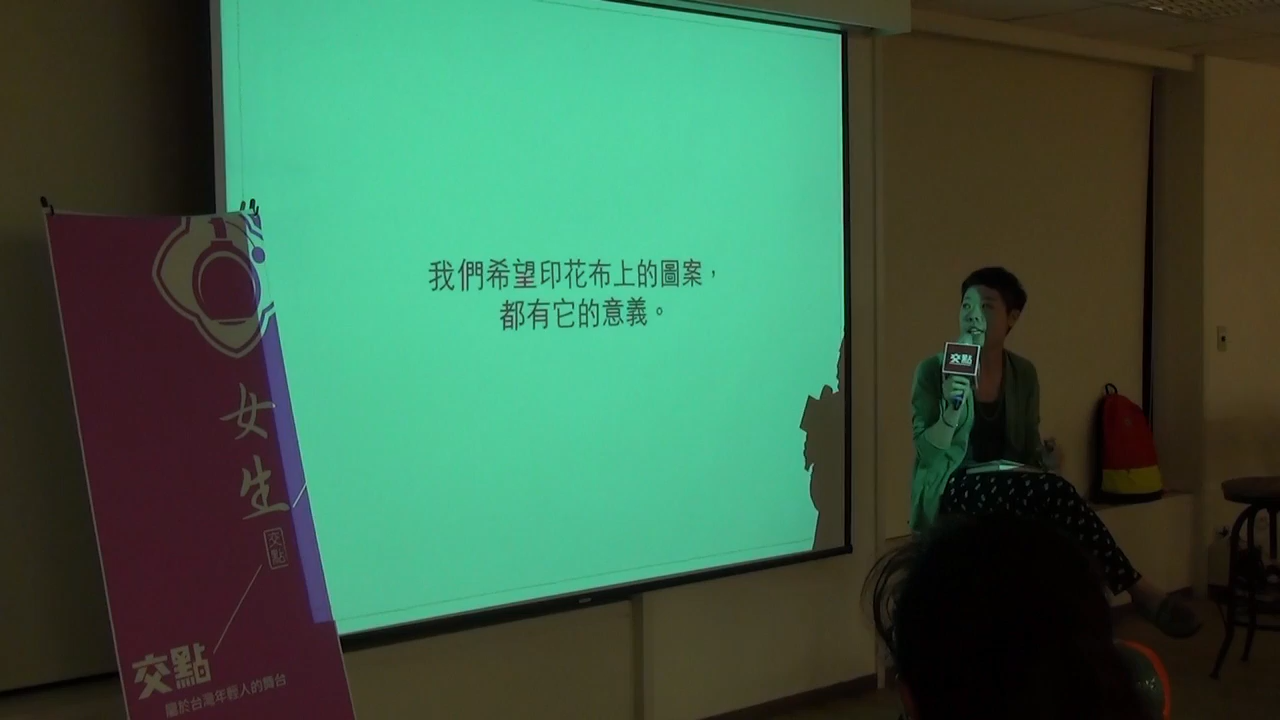 我們希望印花布上的圖案，
都有它的意義。
交點
女生
交點
交點
屬於台灣年輕人的舞台